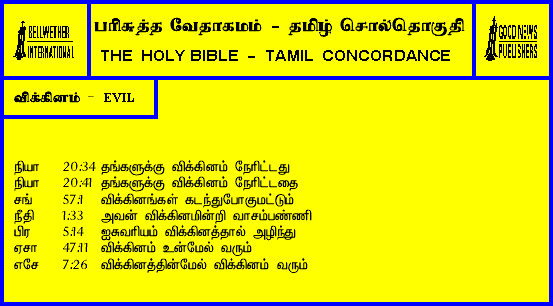 BELLWETHER
INTERNATIONAL
பரிசுத்த வேதாகமம் - தமிழ் சொல்தொகுதி
THE HOLY BIBLE - TAMIL CONCORDANCE
GOOD NEWS
PUBLISHERS
விக்கினம் - EVIL
நியா 20:34 தங்களுக்கு விக்கினம் நேரிட்டது
நியா 20:41 தங்களுக்கு விக்கினம் நேரிட்டதை
சங் 57:1 விக்கினங்கள் கடந்துபோகுமட்டும்
நீதி 1:33 அவன் விக்கினமின்றி வாசம்பண்ணி
பிர 5:14 ஐசுவரியம் விக்கினத்தால் அழிந்து
ஏசா 47:11 விக்கினம் உன்மேல் வரும்
எசே 7:26 விக்கினத்தின்மேல் விக்கினம் வரும்